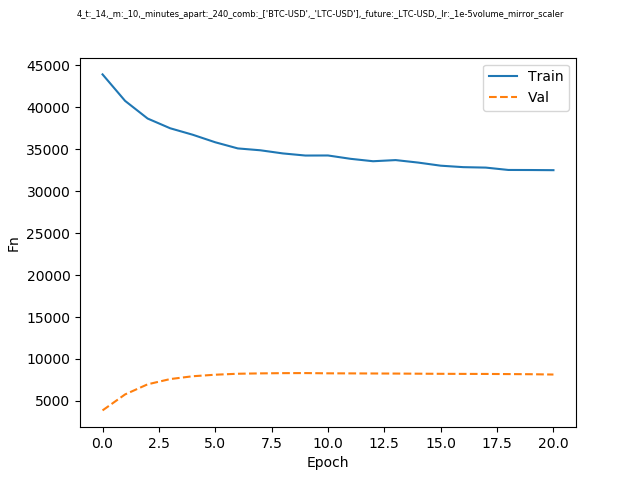 4_t:_14,_m:_10,_minutes_apart:_240_comb:_['BTC-USD',_'LTC-USD'],_future:_LTC-USD,_lr:_1e-5volume_mirror_scaler
Train
Val
45000
40000
35000
30000
25000
20000
15000
10000
5000
Fn
0.0 2.5 5.0 7.5 10.0 12.5 15.0 17.5 20.0
Epoch